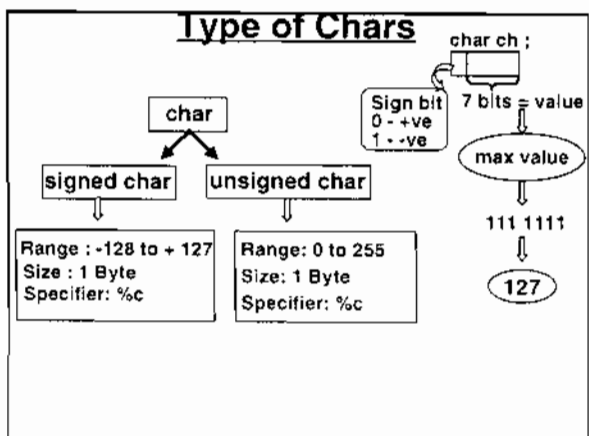 Type of Chars
char ch ;
Sign bit
0 - +ve
1 - -ve
7 bits = value
max value
111 1111
127
char
signed char
unsigned char
Range : -128 to + 127
Size : 1 Byte
Specifier: %c
Range: 0 to 255
Size: 1 Byte
Specifier: %c